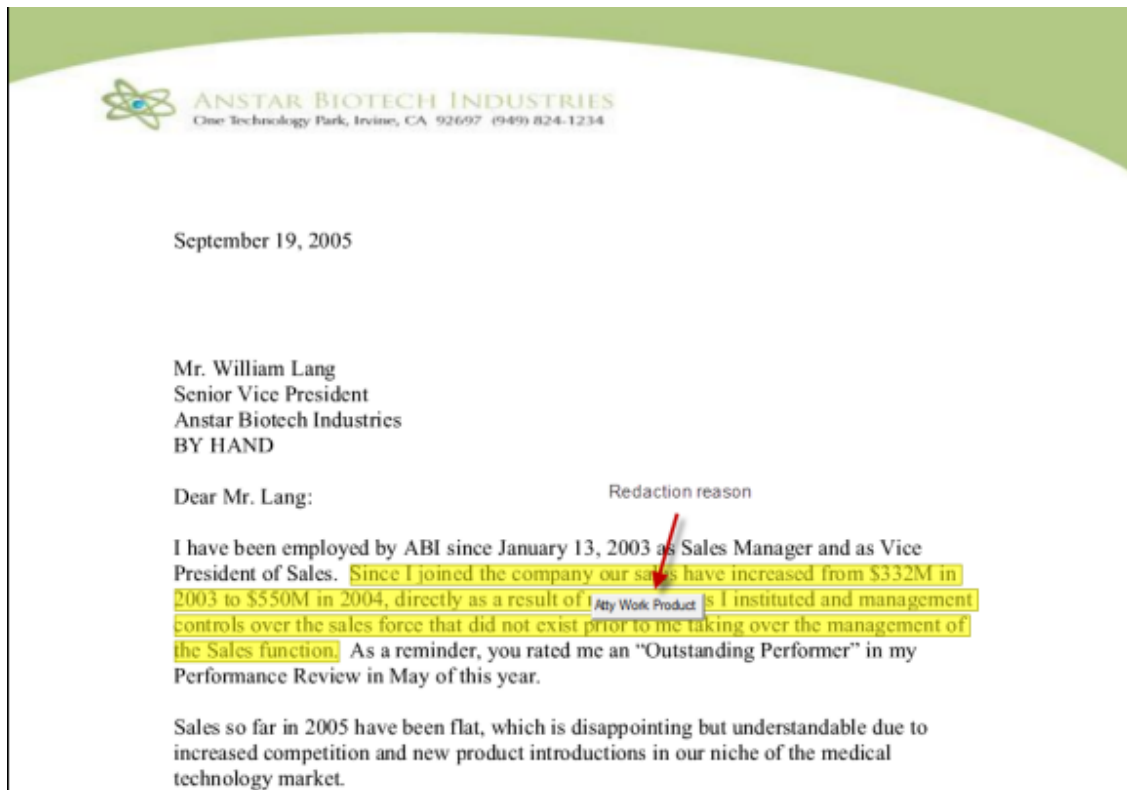 ANSTAR BIOTECH INDUSTRIES
One Technology Park, Irvine, CA 92697 (949) 824-1234
September 19, 2005
Mr. William Lang
Senior Vice President
Anstar Biotech Industries
BY HAND
Dear Mr. Lang:
Redaction reason
I have been employed by ABI since January 13, 2003 as Sales Manager and as Vice
President of Sales. Since I joined the company our sales have increased from $332M in
2003 to $550M in 2004, directly as a result of Atty Work Product s I instituted and management
controls over the sales force that did not exist prior to me taking over the management of
the Sales function. As a reminder, you rated me an “Outstanding Performer” in my
Performance Review in May of this year.
Sales so far in 2005 have been flat, which is disappointing but understandable due to
increased competition and new product introductions in our niche of the medical
technology market.